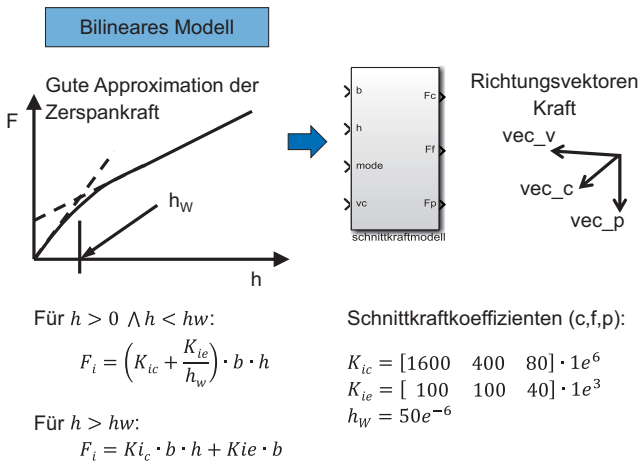 Bilineares Modell
Gute Approximation der
Zerspankraft
F
h_W
h
b
h
mode
vc
Fc
Ff
Fp
schnittkraftmodell
Richtungsvektoren
Kraft
vec_v
vec_c
vec_p
Für h > 0 ∧ h < hw:
F_i = (K_ic + K_ie/h_w) · b · h
Für h > hw:
F_i = Ki_c · b · h + Kie · b
Schnittkraftkoeffizienten (c,f,p):
K_ic = [1600 400 80] · 1e^6
K_ie = [ 100 100 40] · 1e^3
h_W = 50e^−6